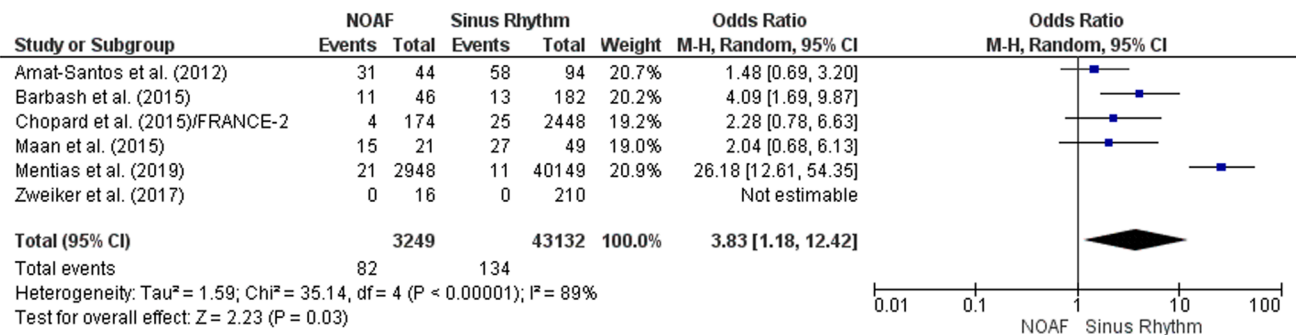 NOAF Sinus Rhythm Odds Ratio Odds Ratio
Study or Subgroup Events Total Events Total Weight M-H, Random, 95% CI M-H, Random, 95% CI
Amat-Santos et al. (2012) 31 44 58 94 20.7% 1.48 [0.69, 3.20]
Barbash et al. (2015) 11 46 13 182 20.2% 4.09 [1.69, 9.87]
Chopard et al. (2015)/FRANCE-2 4 174 25 2448 19.2% 2.28 [0.78, 6.63]
Maan et al. (2015) 15 21 27 49 19.0% 2.04 [0.68, 6.13]
Mentias et al. (2019) 21 2948 11 40149 20.9% 26.18 [12.61, 54.35]
Zweiker et al. (2017) 0 16 0 210 Not estimable
Total (95% CI) 3249 43132 100.0% 3.83 [1.18, 12.42]
Total events 82 134
Heterogeneity: Tau² = 1.59; Chi² = 35.14, df = 4 (P < 0.00001); I² = 89%
Test for overall effect: Z = 2.23 (P = 0.03)
0.01 0.1 1 10 100
NOAF Sinus Rhythm